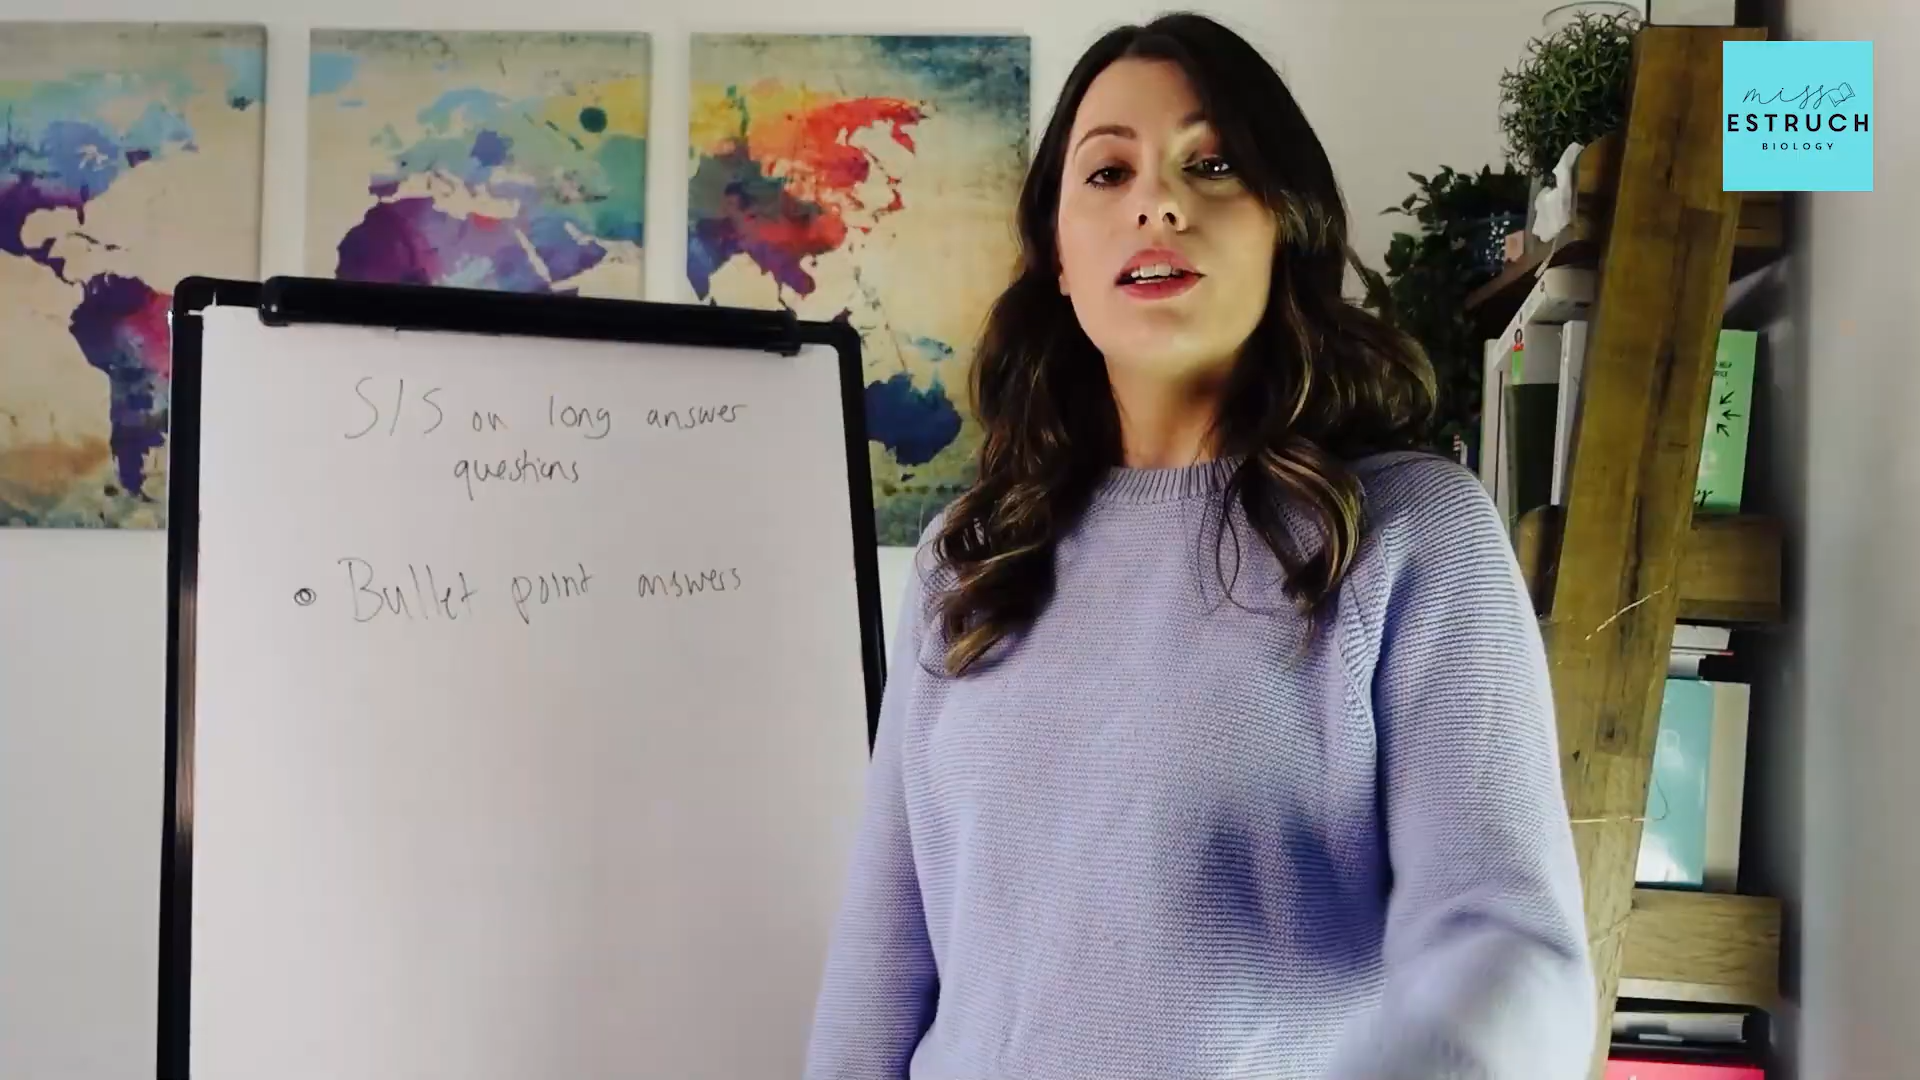 S/S on long answer
questions
Bullet point answers
miss
ESTRUCH
BIOLOGY